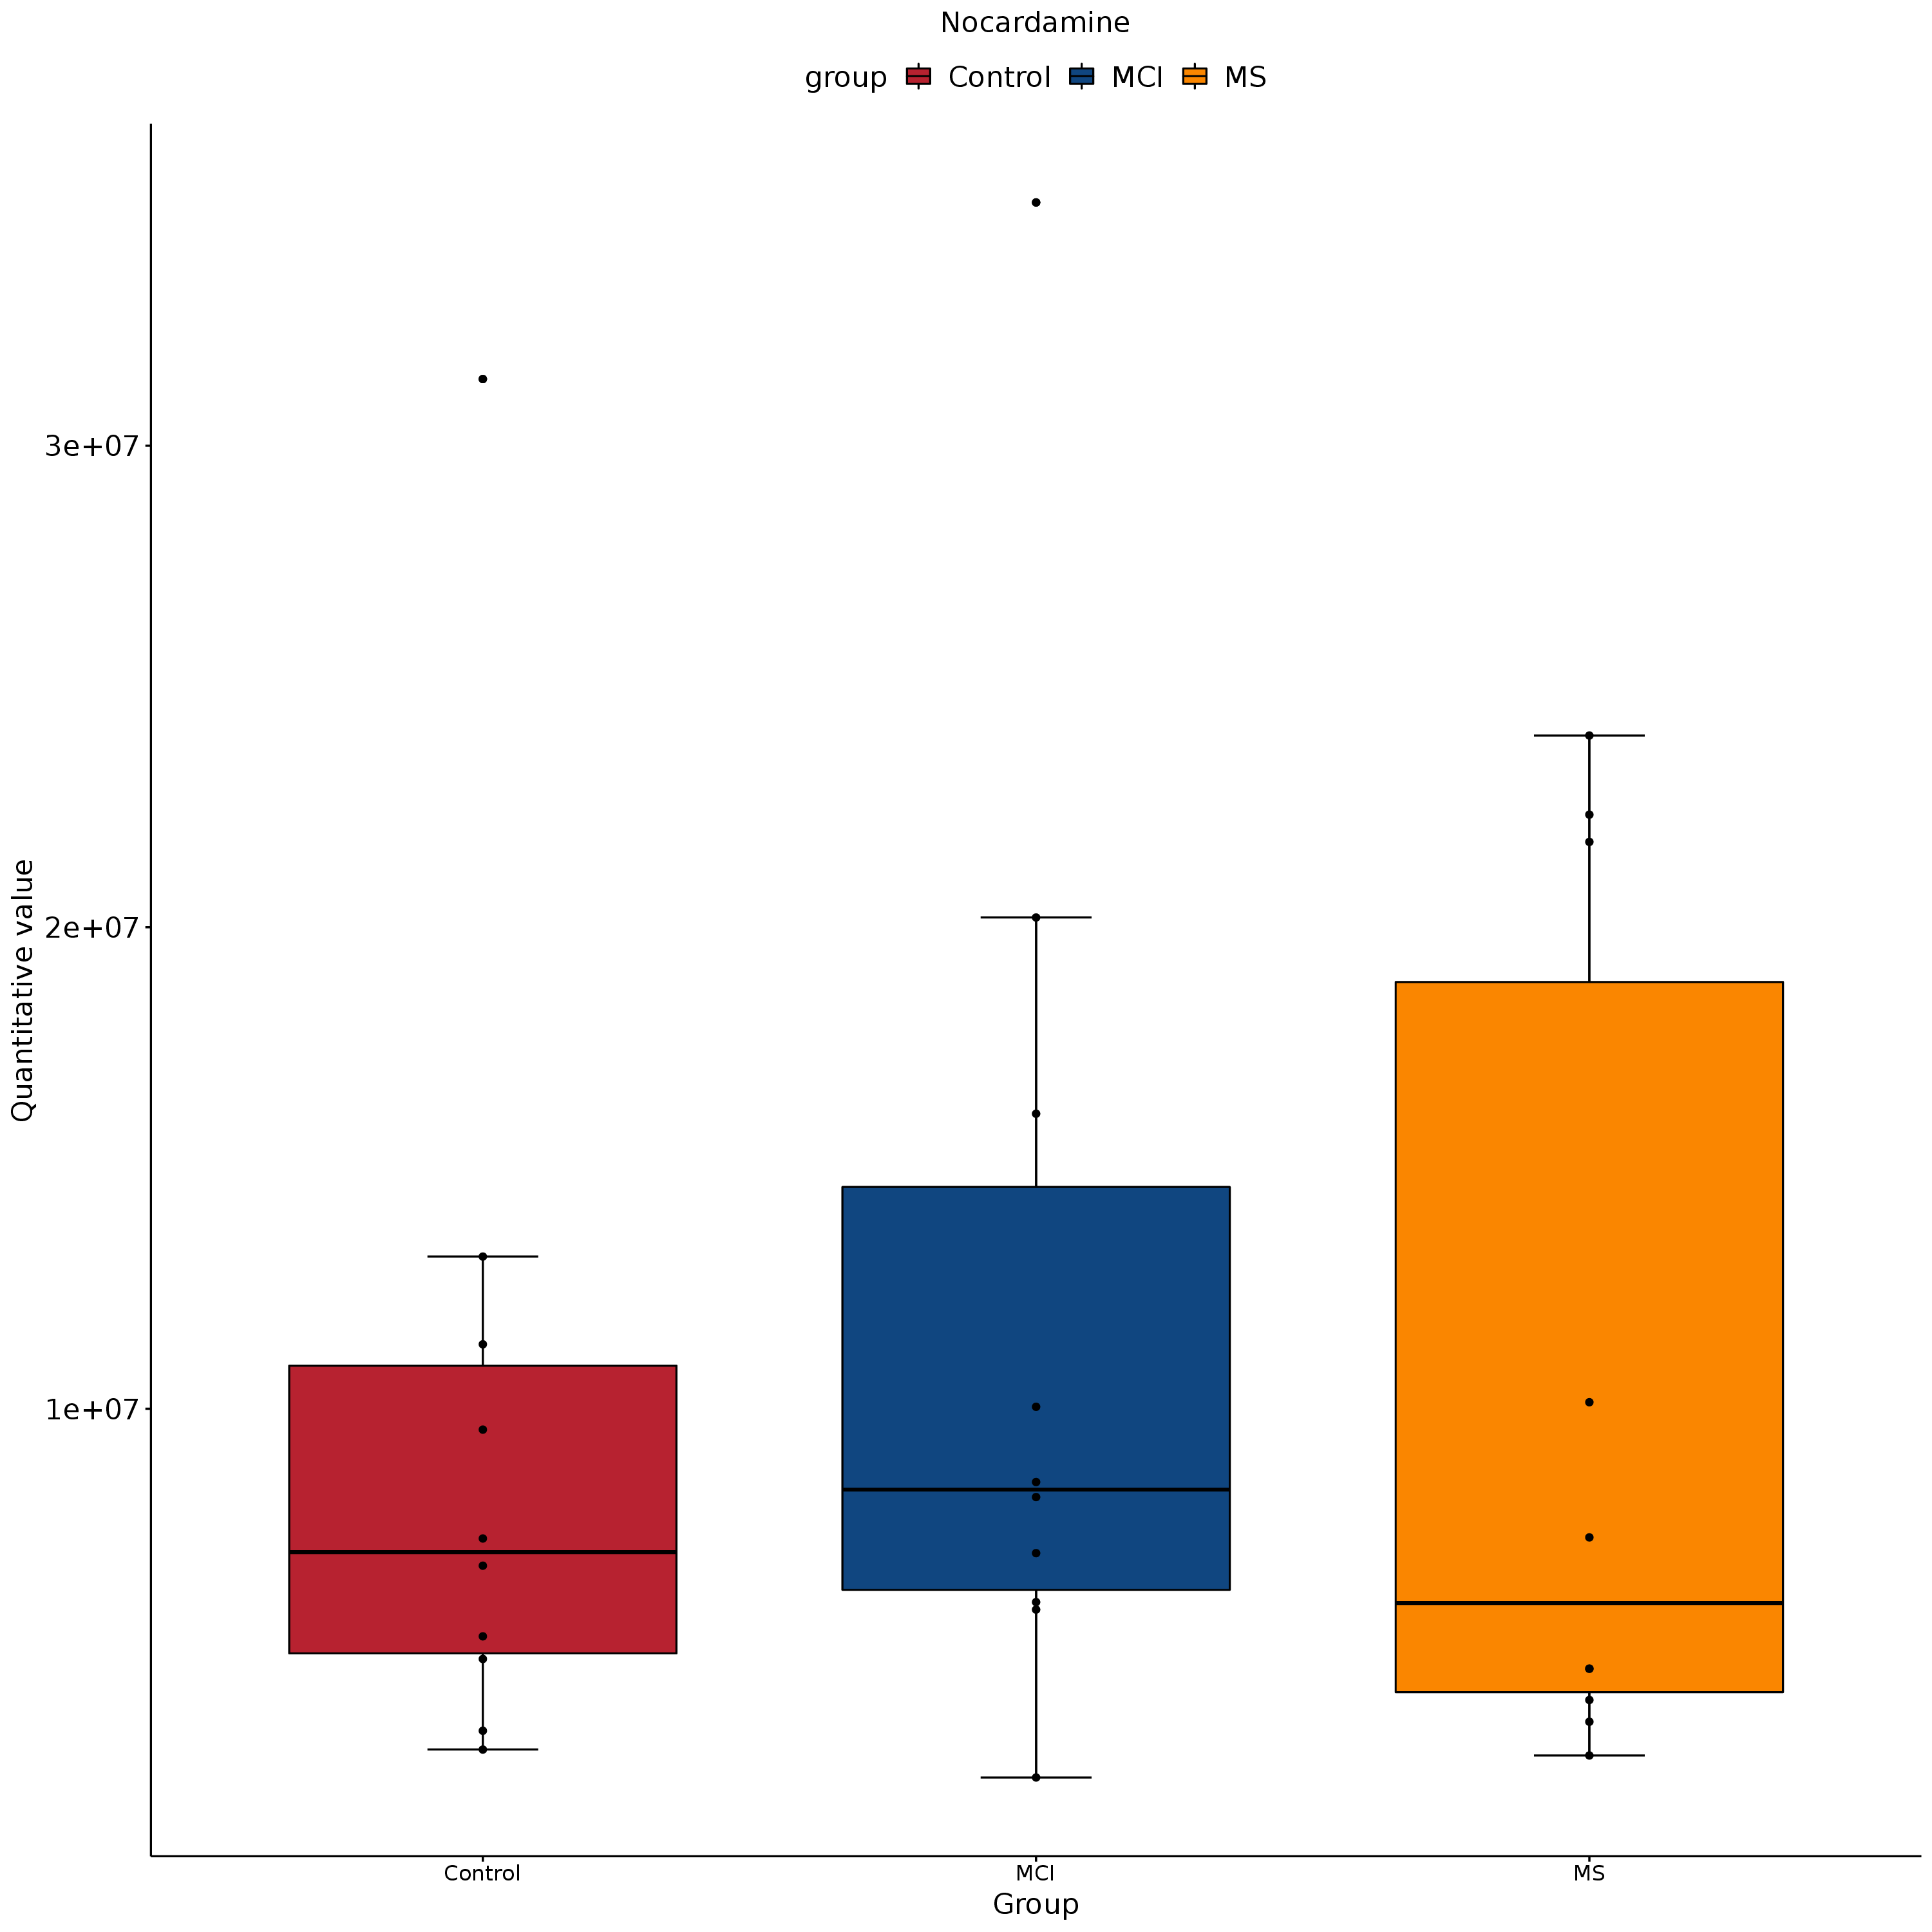 Nocardamine
group Control MCI MS
Quantitative value
3e+07
2e+07
1e+07
Control MCI MS
Group